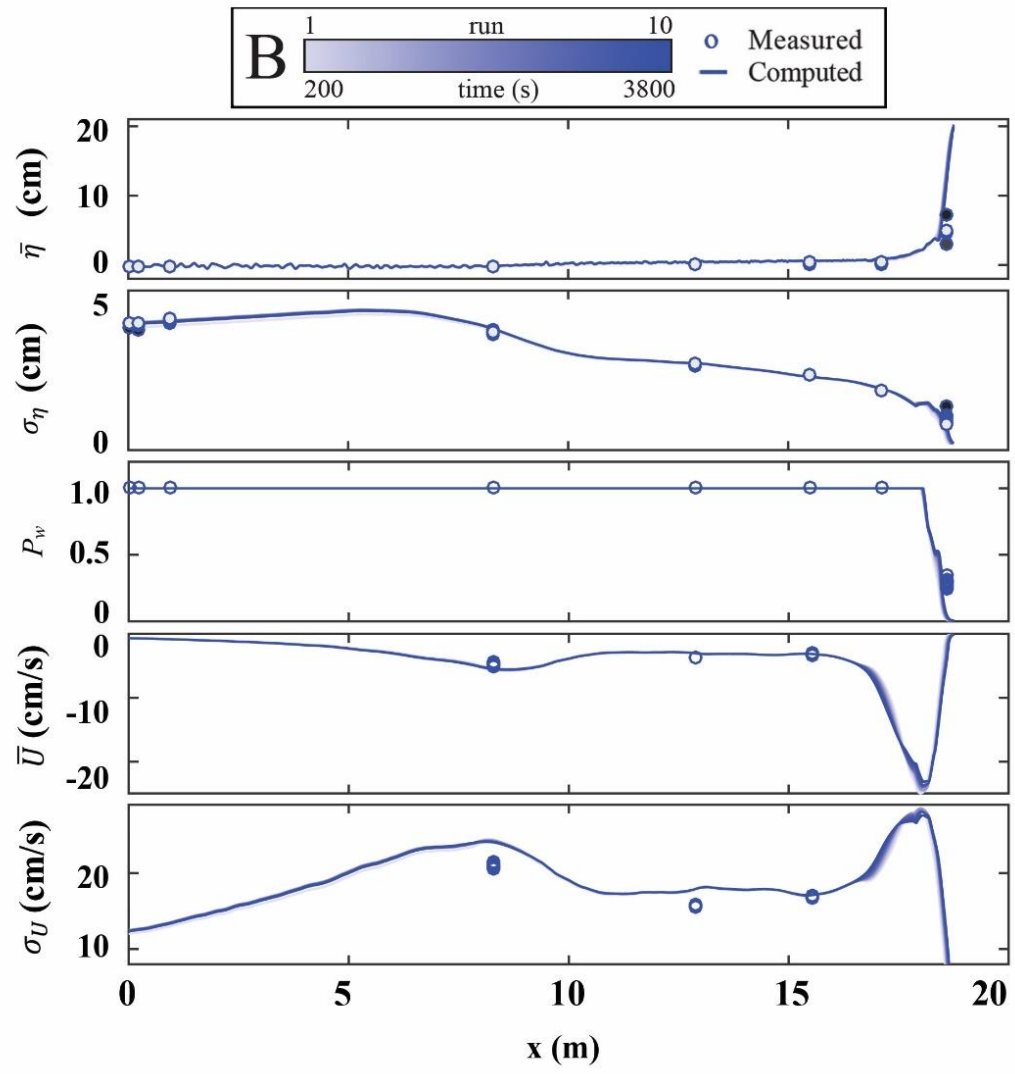 B
1 run 10
200 time (s) 3800
Measured
Computed
20
10
0
η̄ (cm)
5
0
σ_η (cm)
1.0
0.5
0
P_w
0
-10
-20
U̅ (cm/s)
20
10
σ_U (cm/s)
0 5 10 15 20
x (m)